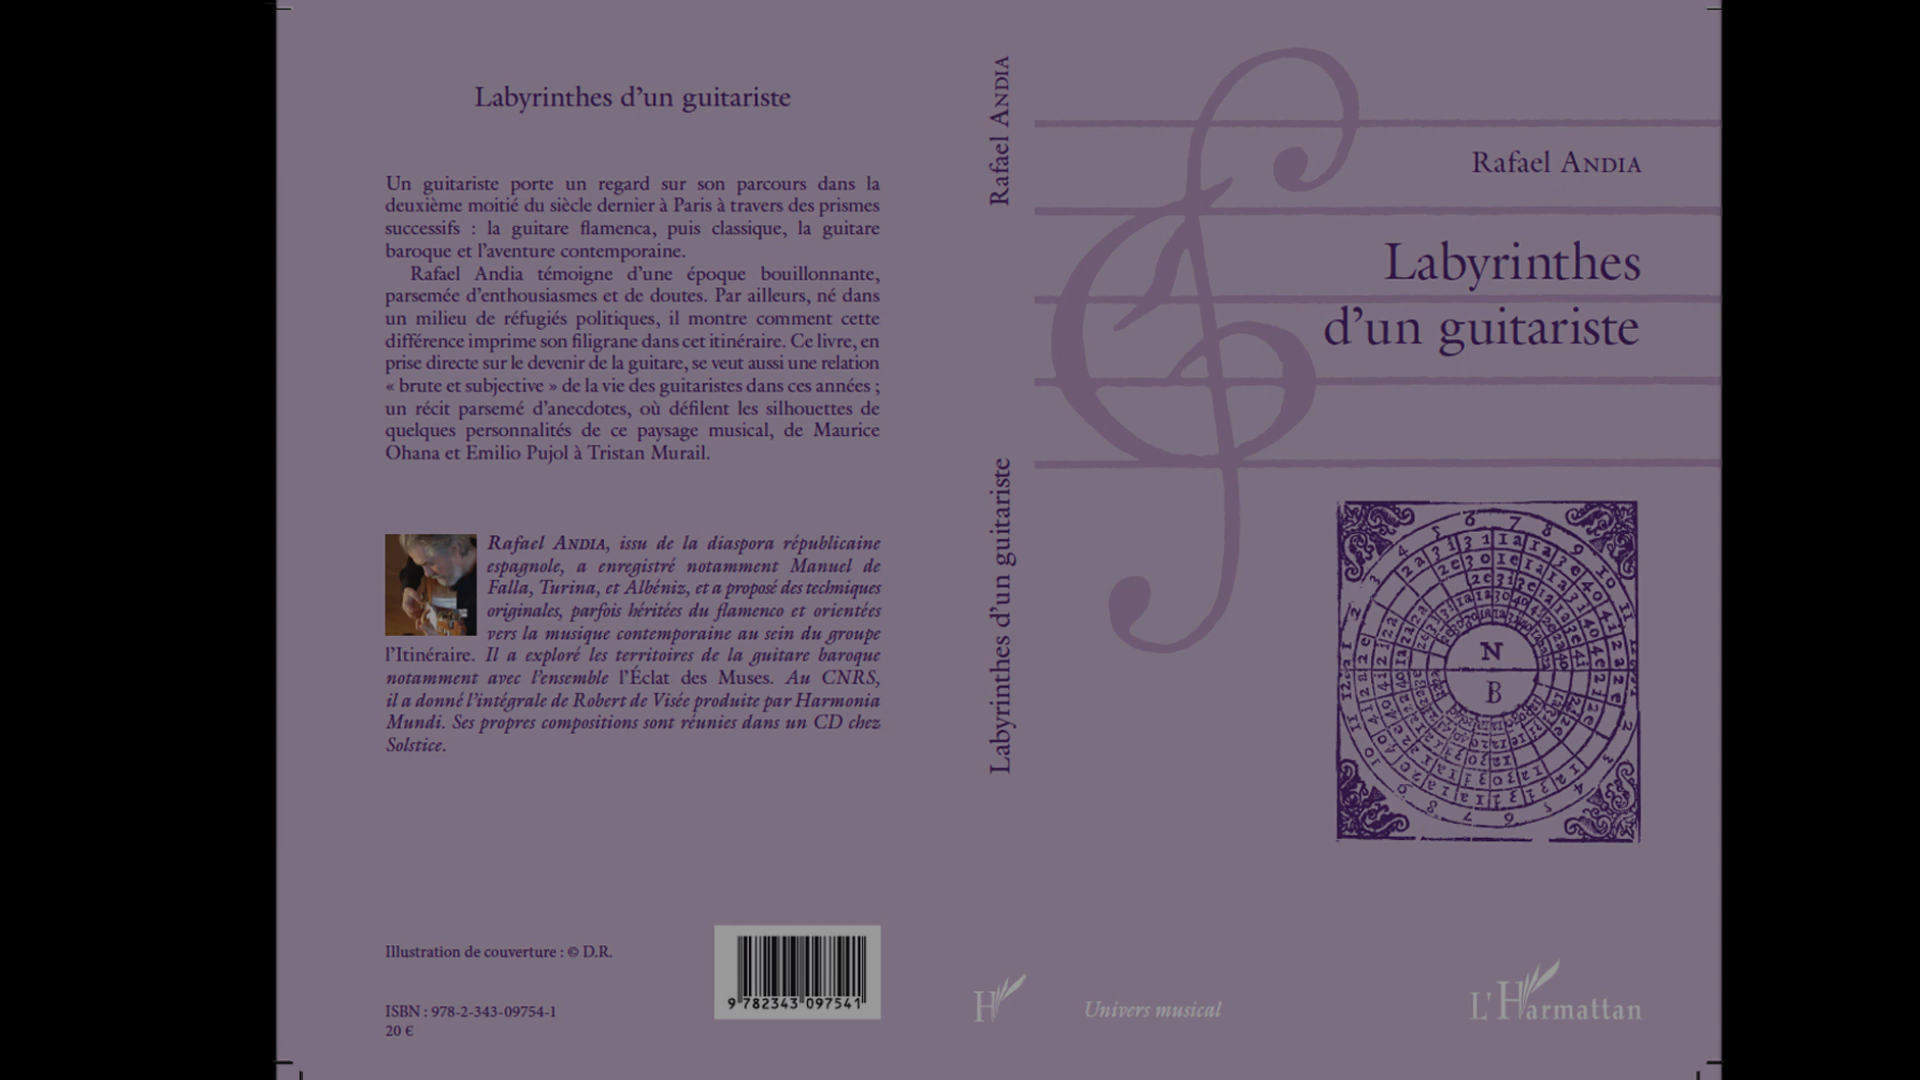 Labyrinthes d'un guitariste
Un guitariste porte un regard sur son parcours dans la
deuxième moitié du siècle dernier à Paris à travers des prismes
successifs : la guitare flamenca, puis classique, la guitare
baroque et l'aventure contemporaine.
Rafael Andia témoigne d'une époque bouillonnante,
parsemée d'enthousiasmes et de doutes. Par ailleurs, né dans
un milieu de réfugiés politiques, il montre comment cette
différence imprime son filigrane dans cet itinéraire. Ce livre, en
prise directe sur le devenir de la guitare, se veut aussi une relation
« brute et subjective » de la vie des guitaristes dans ces années ;
un récit parsemé d'anecdotes, où défilent les silhouettes de
quelques personnalités de ce paysage musical, de Maurice
Ohana et Emilio Pujol à Tristan Murail.
Rafael ANDIA, issu de la diaspora républicaine
espagnole, a enregistré notamment Manuel de
Falla, Turina, et Albéniz, et a proposé des techniques
originales, parfois héritées du flamenco et orientées
vers la musique contemporaine au sein du groupe
l'Itinéraire. Il a exploré les territoires de la guitare baroque
notamment avec l'ensemble l'Éclat des Muses. Au CNRS,
il a donné l'intégrale de Robert de Visée produite par Harmonia
Mundi. Ses propres compositions sont réunies dans un CD chez
Solstice.
Illustration de couverture : © D.R.
ISBN : 978-2-343-09754-1
20 €
9 782343 097541
Rafael ANDIA
Labyrinthes d'un guitariste
H
Rafael ANDIA
Labyrinthes
d'un guitariste
N
B
Univers musical
L'Harmattan